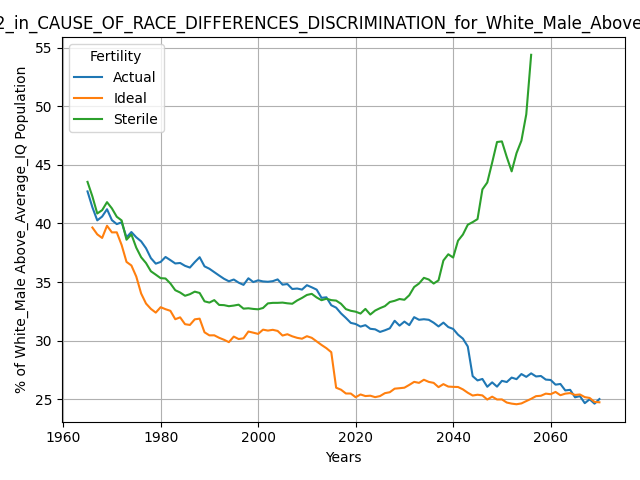 2_in_CAUSE_OF_RACE_DIFFERENCES_DISCRIMINATION_for_White_Male_Above
Fertility
Actual
Ideal
Sterile
% of White_Male Above_Average_IQ Population
55
50
45
40
35
30
25
1960
1980
2000
2020
2040
2060
Years